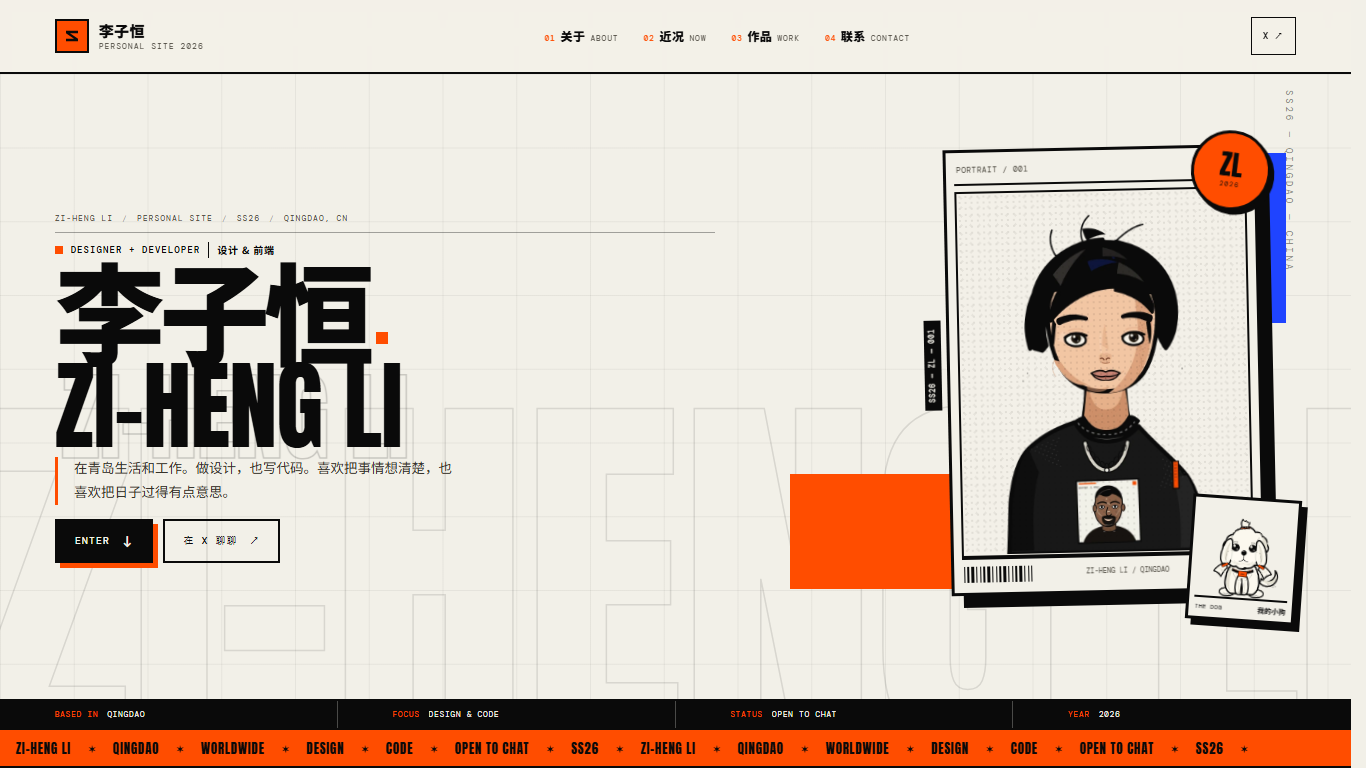 李子恒
PERSONAL SITE 2026
01 关于 ABOUT
02 近况 NOW
03 作品 WORK
04 联系 CONTACT
X ↗
SS26 — QINGDAO — CHINA
ZI-HENG LI / PERSONAL SITE / SS26 / QINGDAO, CN
DESIGNER + DEVELOPER | 设计 & 前端
李子恒.
ZI-HENG LI
在青岛生活和工作。做设计，也写代码。喜欢把事情想清楚，也
喜欢把日子过得有点意思。
ENTER ↓
在 X 聊聊 ↗
PORTRAIT / 001
ZL
2026
SS26 — ZL — 001
ZI-HENG LI / QINGDAO
THE DOG
我的小狗
BASED IN QINGDAO
FOCUS DESIGN & CODE
STATUS OPEN TO CHAT
YEAR 2026
ZI-HENG LI ✶ QINGDAO ✶ WORLDWIDE ✶ DESIGN ✶ CODE ✶ OPEN TO CHAT ✶ SS26 ✶ ZI-HENG LI ✶ QINGDAO ✶ WORLDWIDE ✶ DESIGN ✶ CODE ✶ OPEN TO CHAT ✶ SS26 ✶